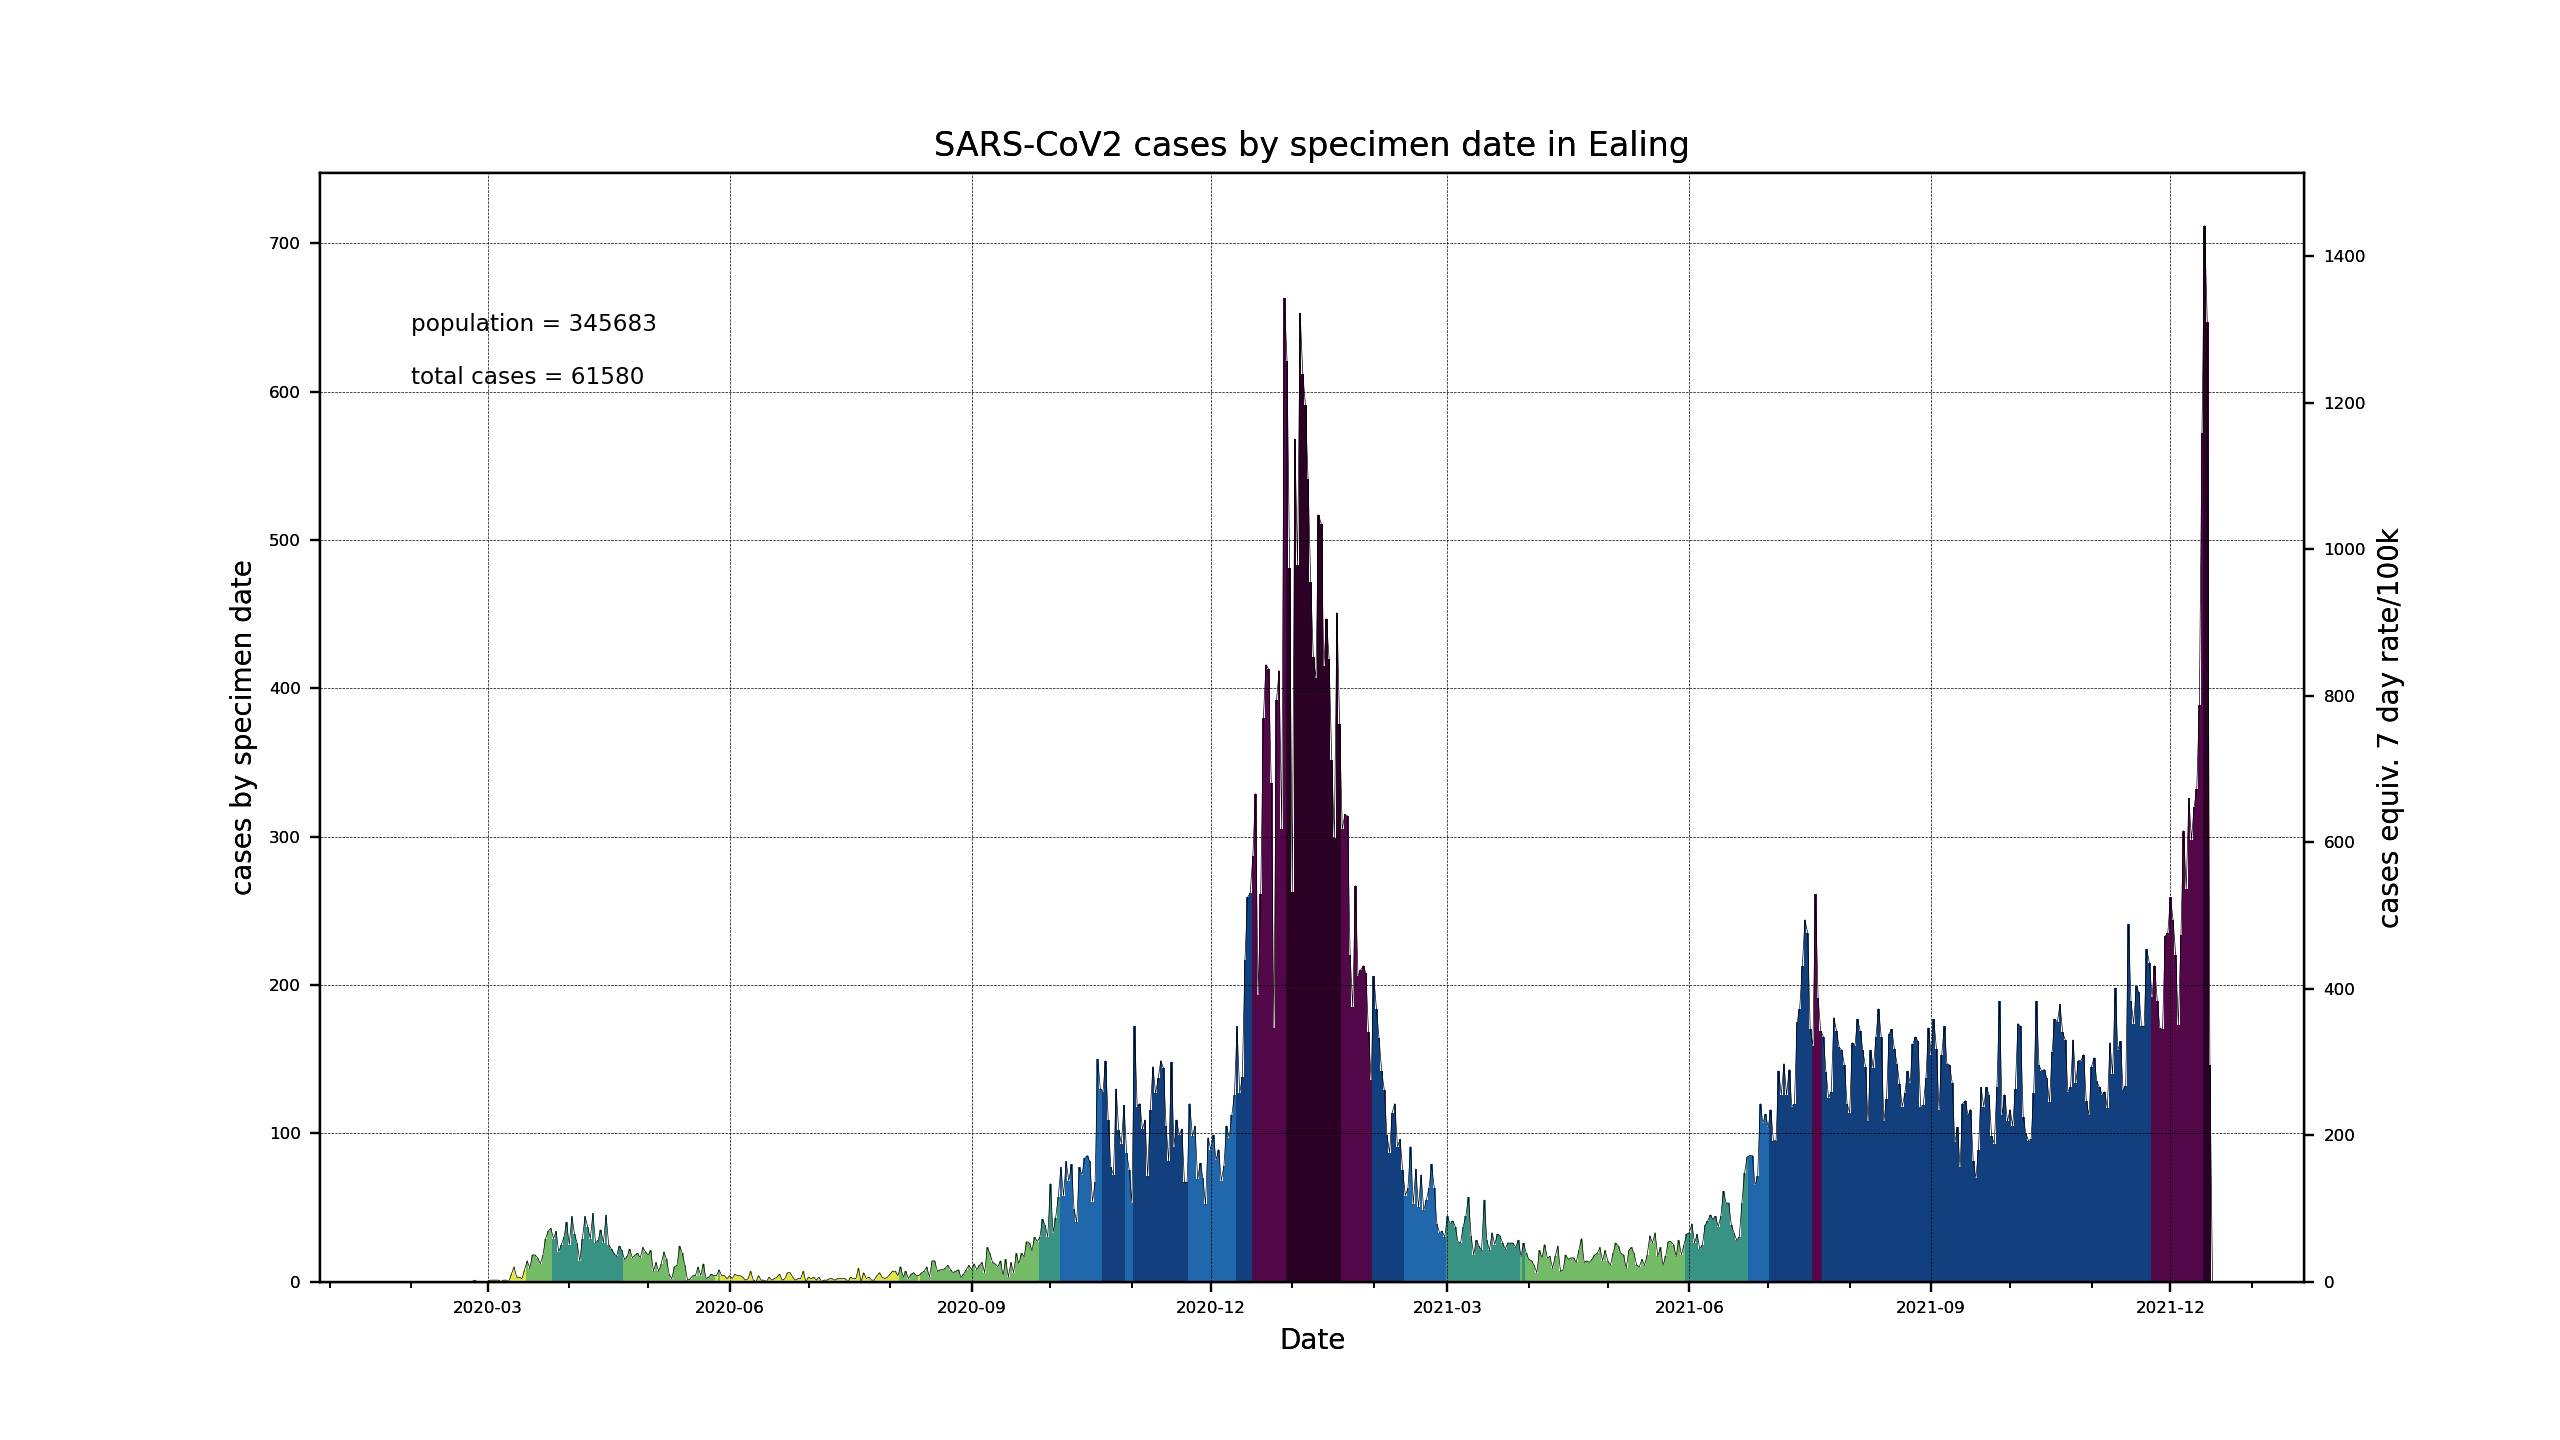 SARS-CoV2 cases by specimen date in Ealing
population = 345683
total cases = 61580
cases by specimen date
700
600
500
400
300
200
100
0
1400
1200
1000
800
600
400
200
0
cases equiv. 7 day rate/100k
2020-03 2020-06 2020-09 2020-12 2021-03 2021-06 2021-09 2021-12
Date